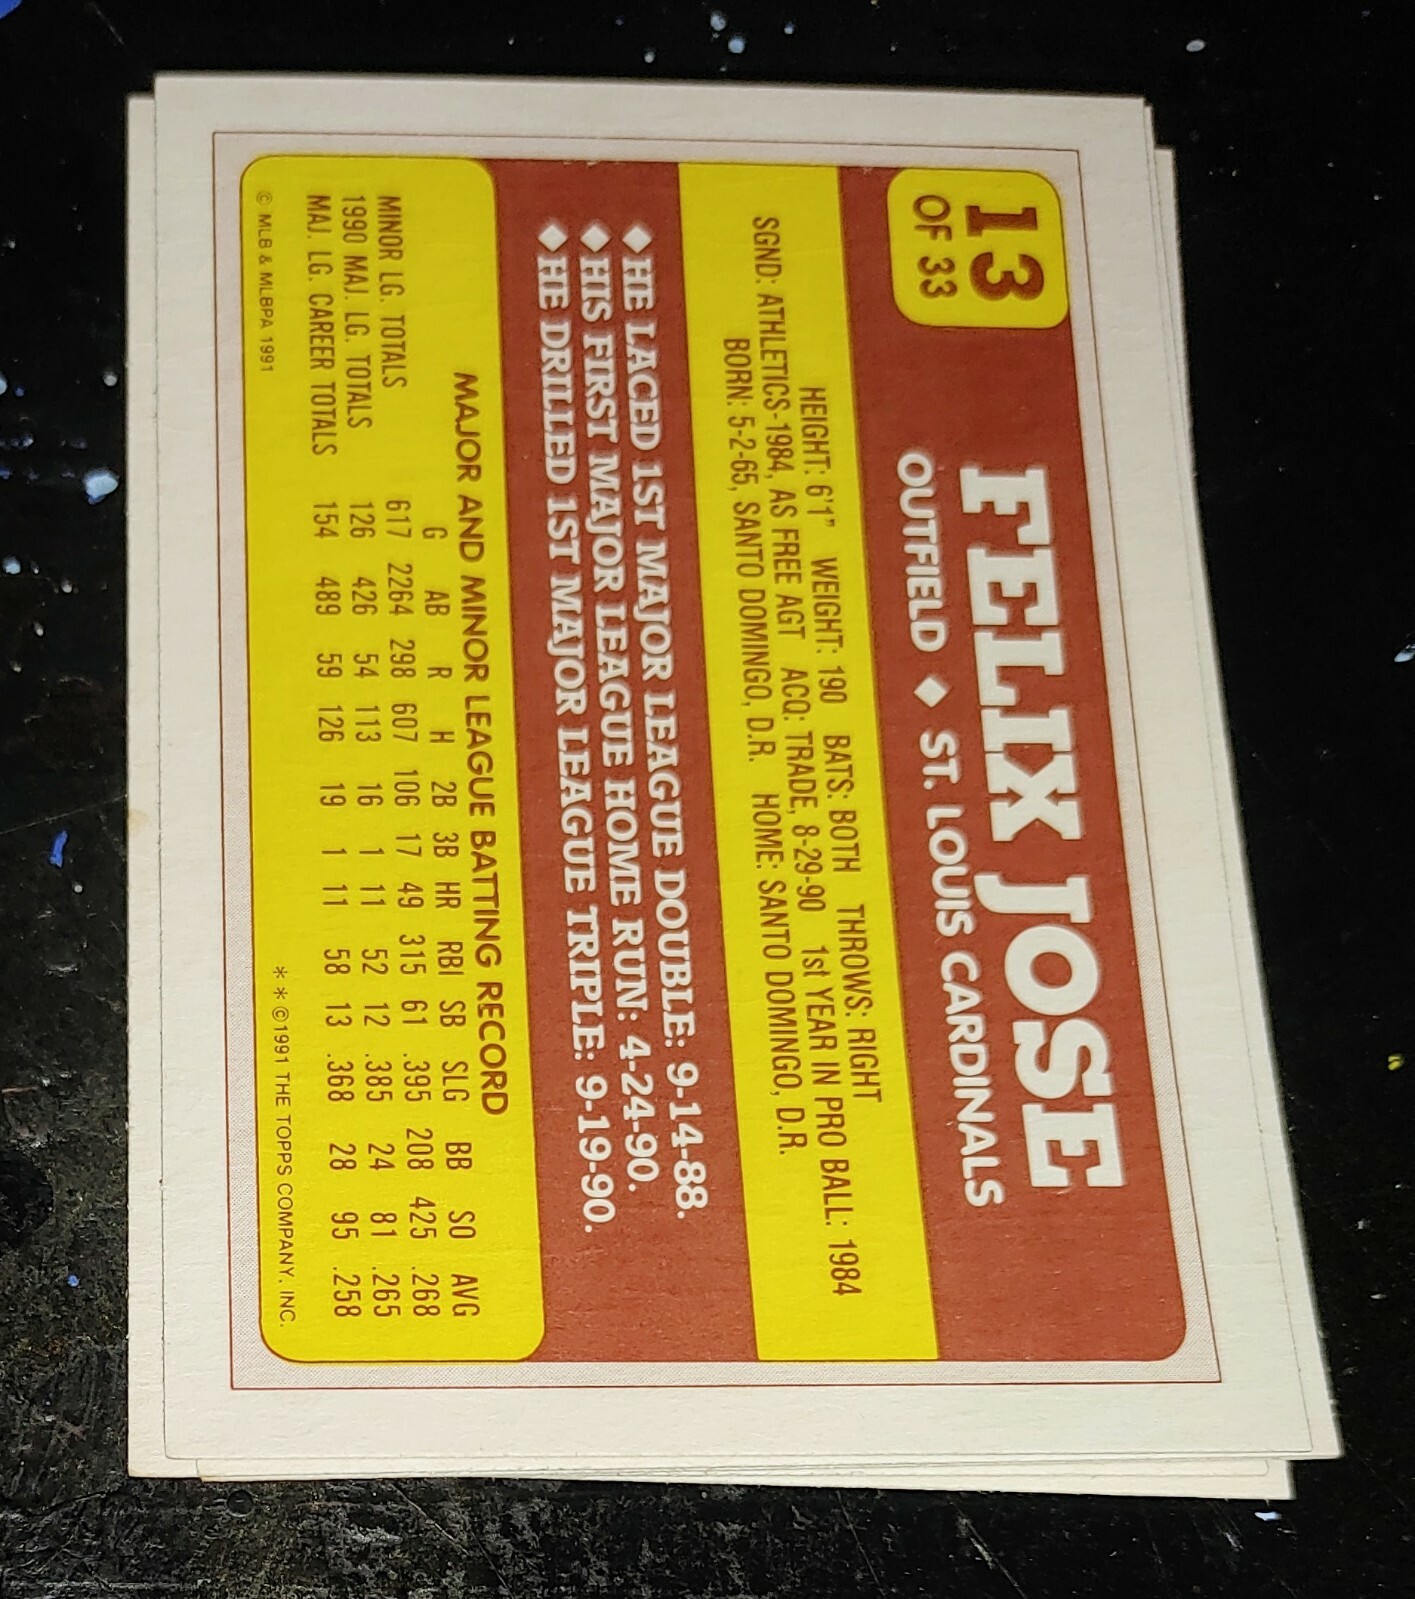 13
OF 33
FELIX JOSE
OUTFIELD ◆ ST. LOUIS CARDINALS
HEIGHT: 6'1" WEIGHT: 190 BATS: BOTH THROWS: RIGHT
SGND: ATHLETICS-1984, AS FREE AGT ACQ: TRADE, 8-29-90 1st YEAR IN PRO BALL: 1984
BORN: 5-2-65, SANTO DOMINGO, D.R. HOME: SANTO DOMINGO, D.R.
◆HE LACED 1ST MAJOR LEAGUE DOUBLE: 9-14-88.
◆HIS FIRST MAJOR LEAGUE HOME RUN: 4-24-90.
◆HE DRILLED 1ST MAJOR LEAGUE TRIPLE: 9-19-90.
MAJOR AND MINOR LEAGUE BATTING RECORD
G AB R H 2B 3B HR RBI SB SLG BB SO AVG
MINOR LG. TOTALS 617 2264 298 607 106 17 49 315 61 .395 208 425 .268
1990 MAJ. LG. TOTALS 126 426 54 113 16 1 11 52 12 .385 24 81 .265
MAJ. LG. CAREER TOTALS 154 489 59 126 19 1 11 58 13 .368 28 95 .258
© MLB & MLBPA 1991 * * ©1991 THE TOPPS COMPANY, INC.